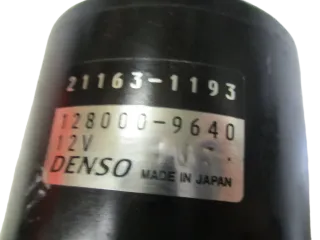 21163-1193
128000-9640
12V
DENSO MADE IN JAPAN